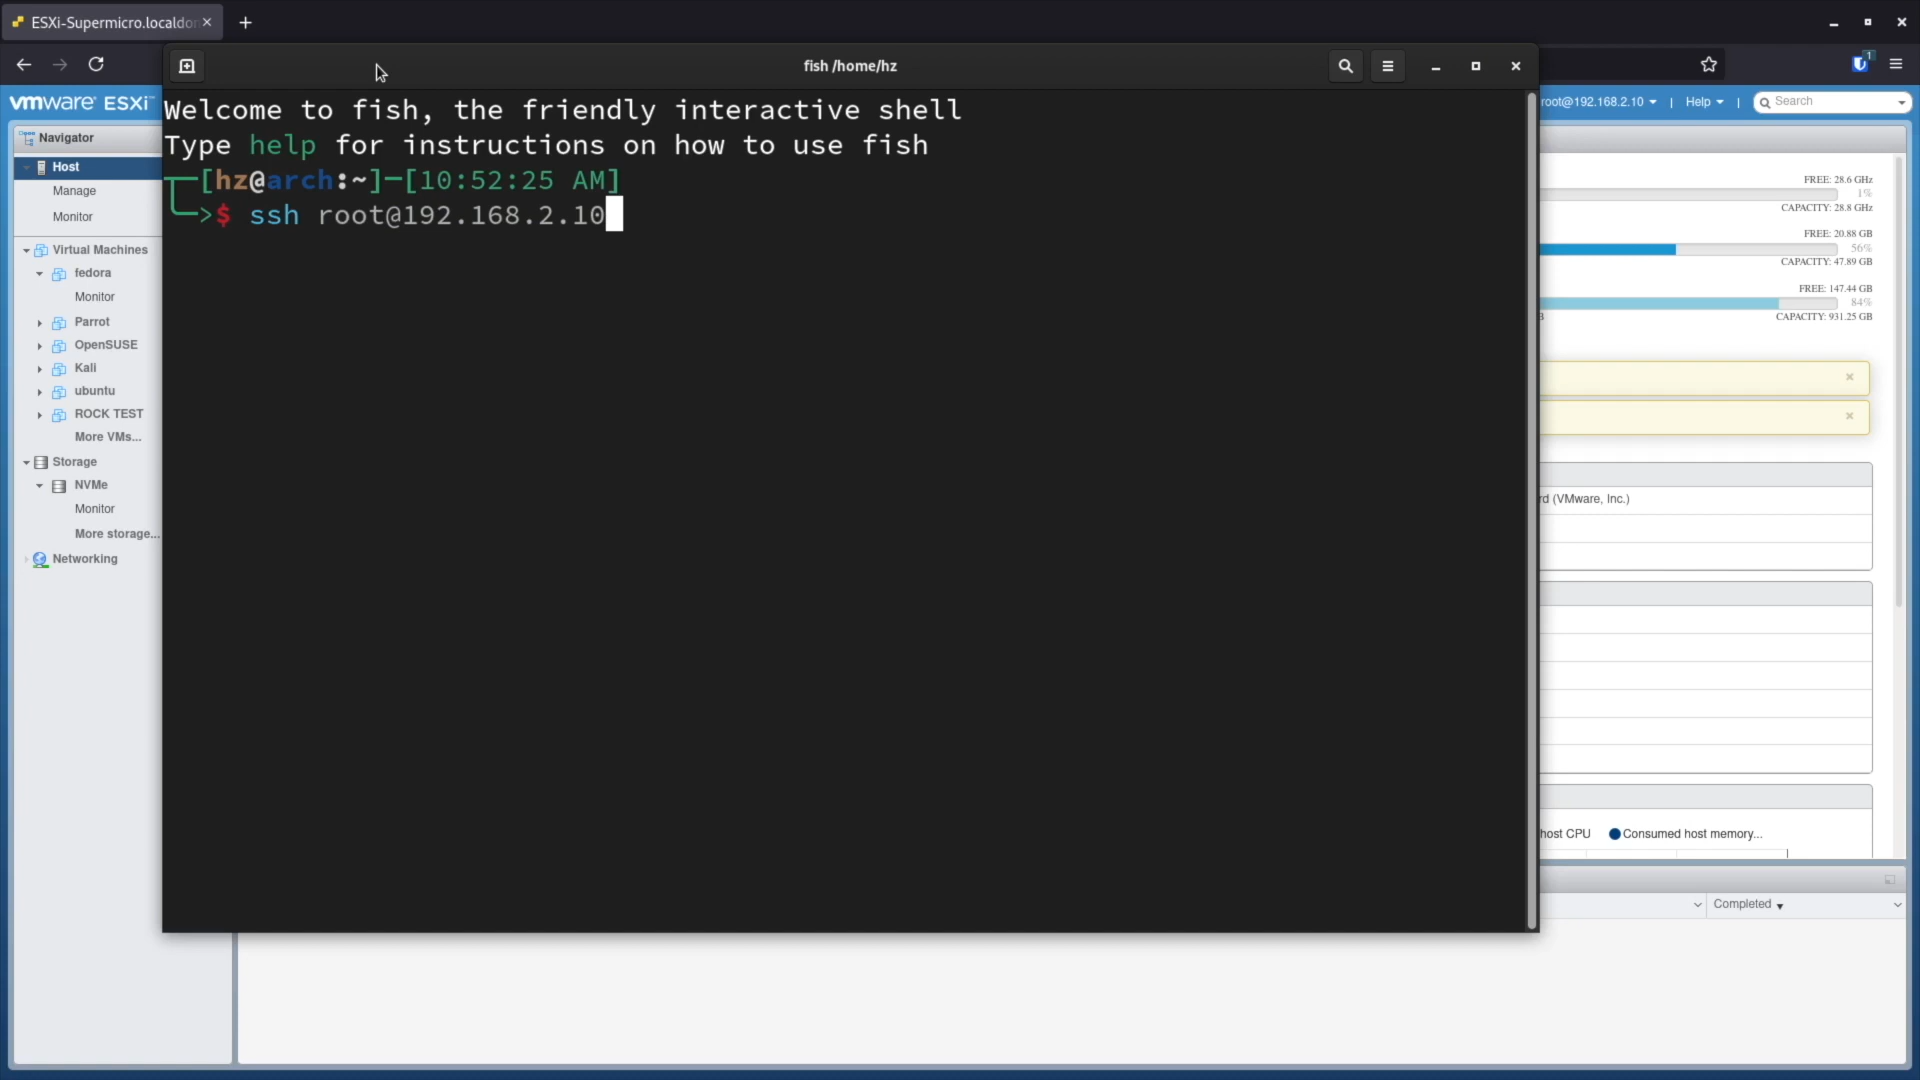 ESXi-Supermicro.localdo
1
fish /home/hz
vmware ESXi
root@192.168.2.10 | Help | Search
Navigator
Host
Manage
Monitor
Virtual Machines
fedora
Monitor
Parrot
OpenSUSE
Kali
ubuntu
ROCK TEST
More VMs...
Storage
NVMe
Monitor
More storage...
Networking
Welcome to fish, the friendly interactive shell
Type help for instructions on how to use fish
[hz@arch:~]-[10:52:25 AM]
>$ ssh root@192.168.2.10
FREE: 28.6 GHz
1%
CAPACITY: 28.8 GHz
FREE: 20.88 GB
56%
CAPACITY: 47.89 GB
FREE: 147.44 GB
84%
CAPACITY: 931.25 GB
rd (VMware, Inc.)
host CPU
Consumed host memory...
Completed